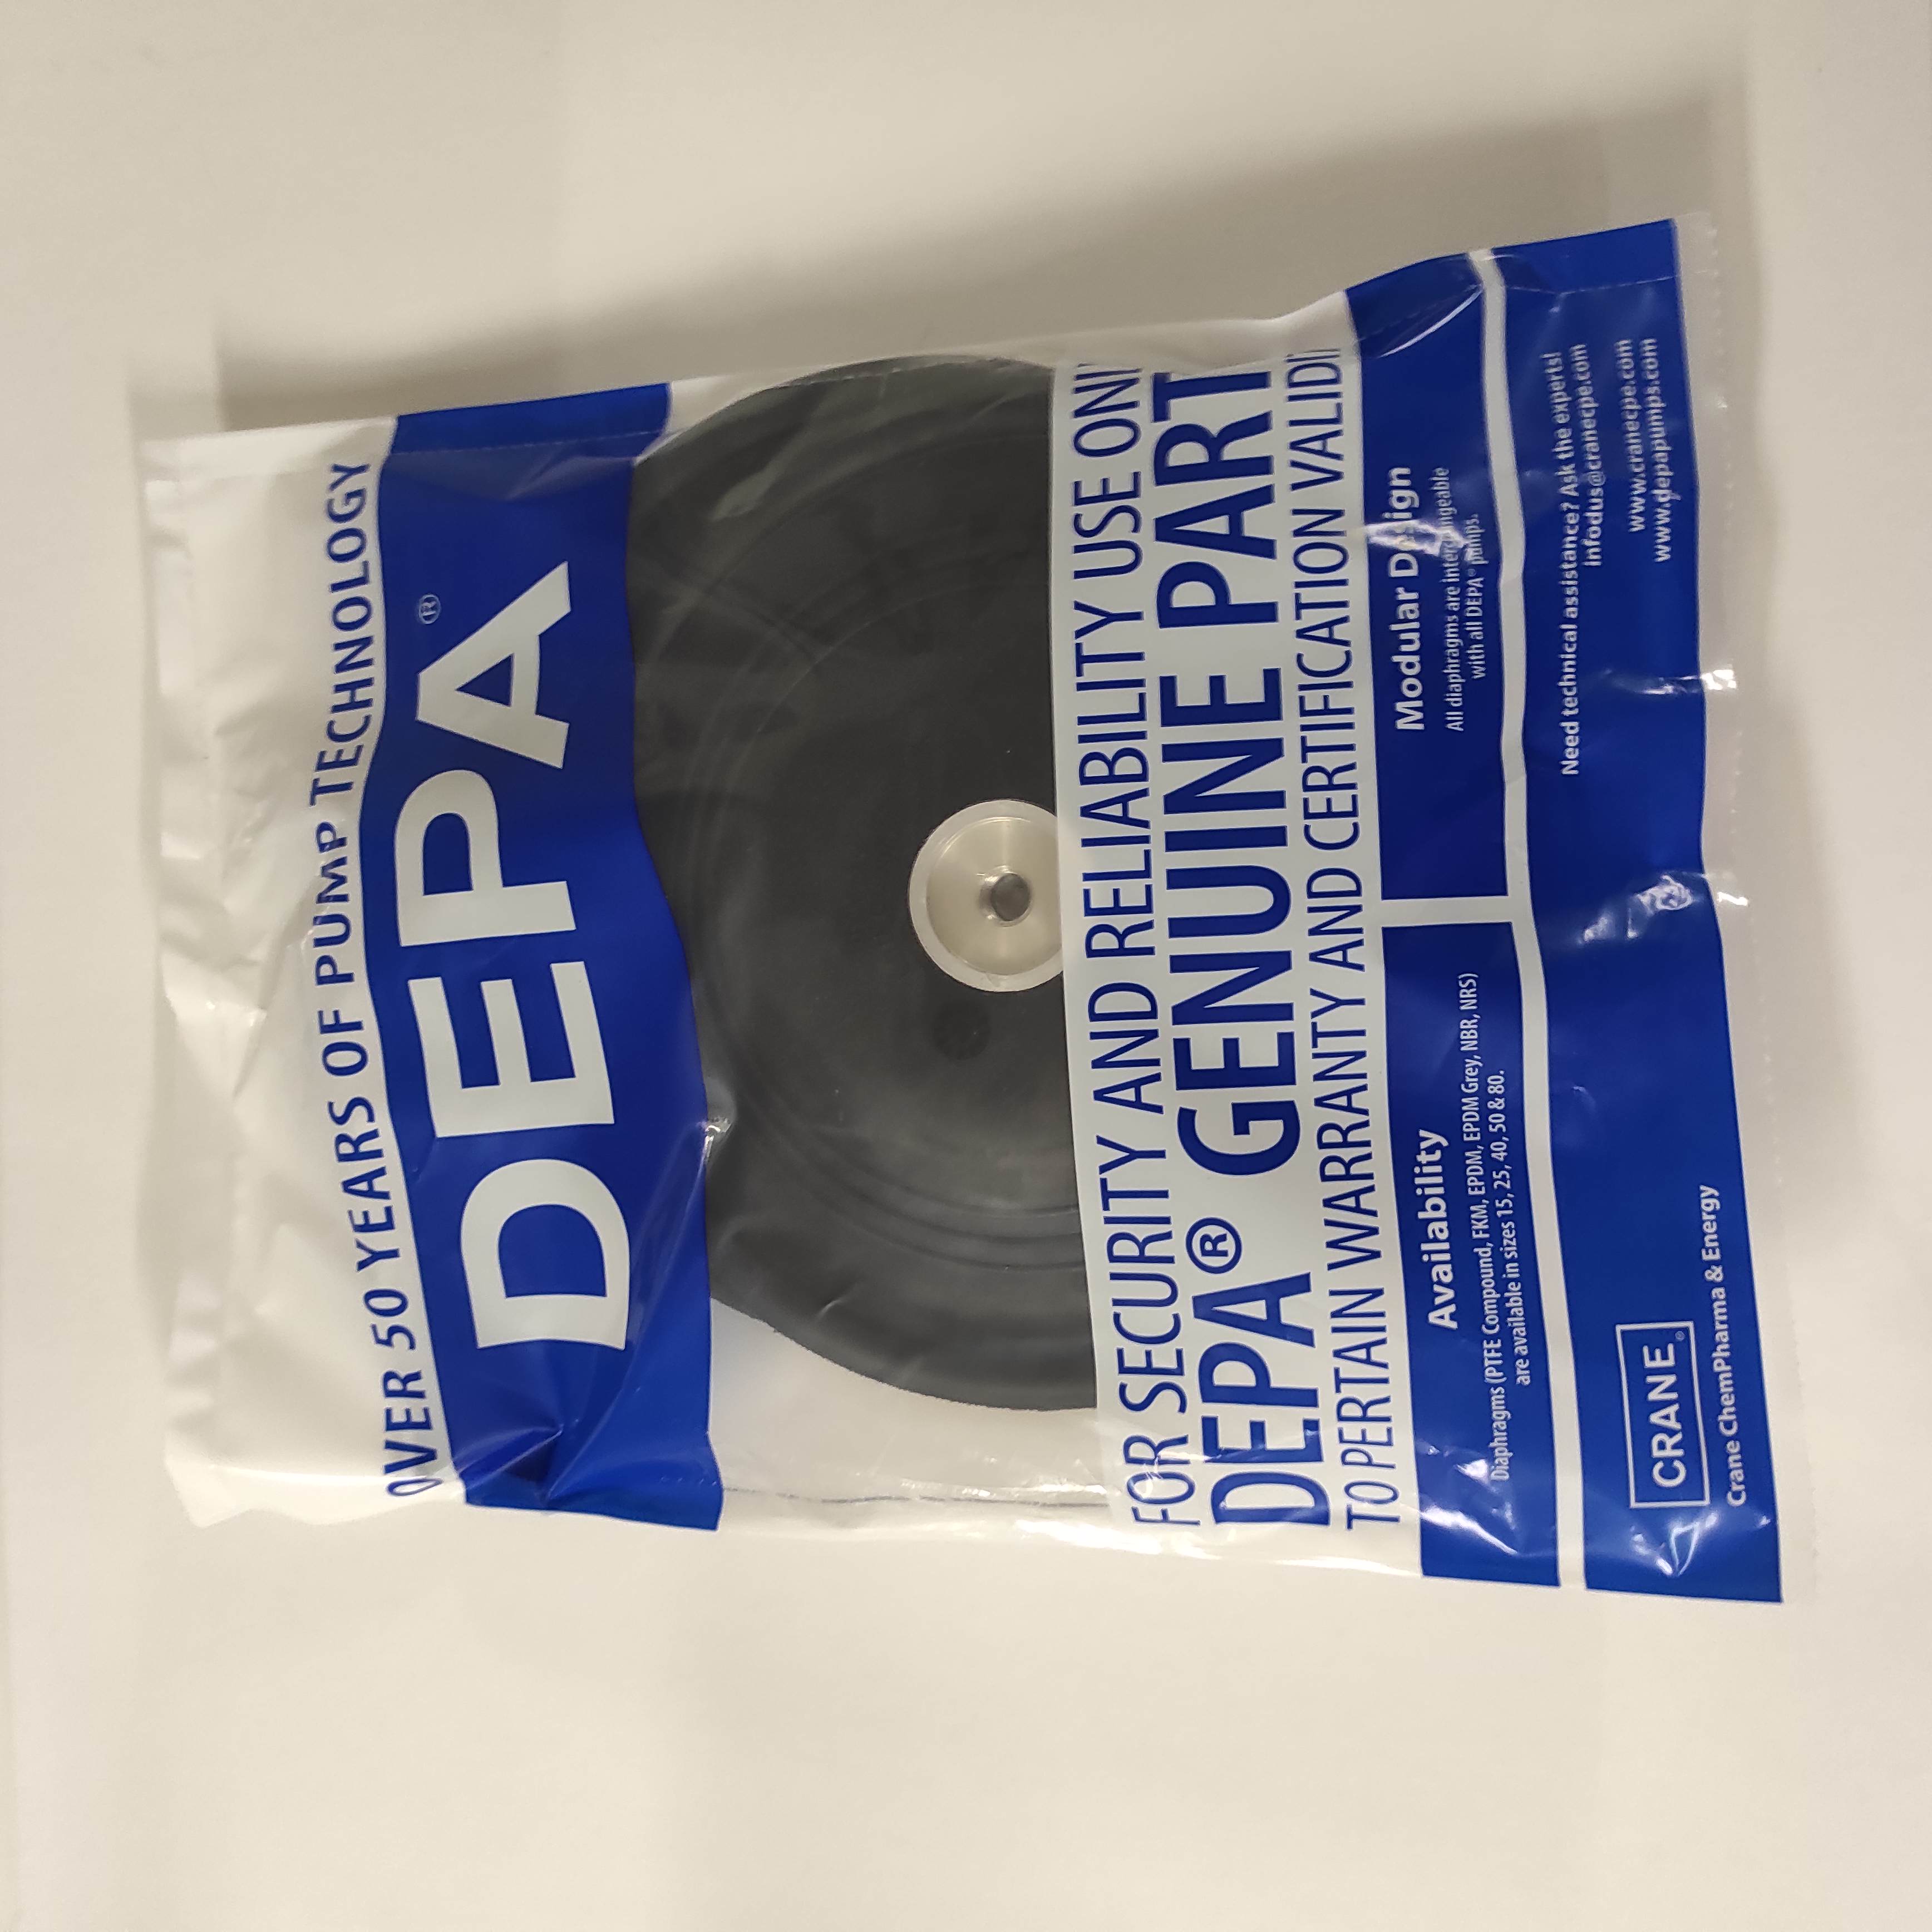 OVER 50 YEARS OF PUMP TECHNOLOGY
DEPA®
FOR SECURITY AND RELIABILITY USE
DEPA® GENUINE PART
TO PERTAIN WARRANTY AND CERTIFICATION
Availability
Diaphragms (PTFE Compound, FKM, EPDM, EPDM Grey, NBR, NRS)
are available in sizes 15, 25, 40, 50 & 80.
Modular Design
All diaphragms are interchangeable
with all DEPA® pumps.
CRANE®
Crane ChemPharma & Energy
Need technical assistance? Ask the experts!
infodus@cranecpe.com
www.cranecpe.com
www.depapumps.com